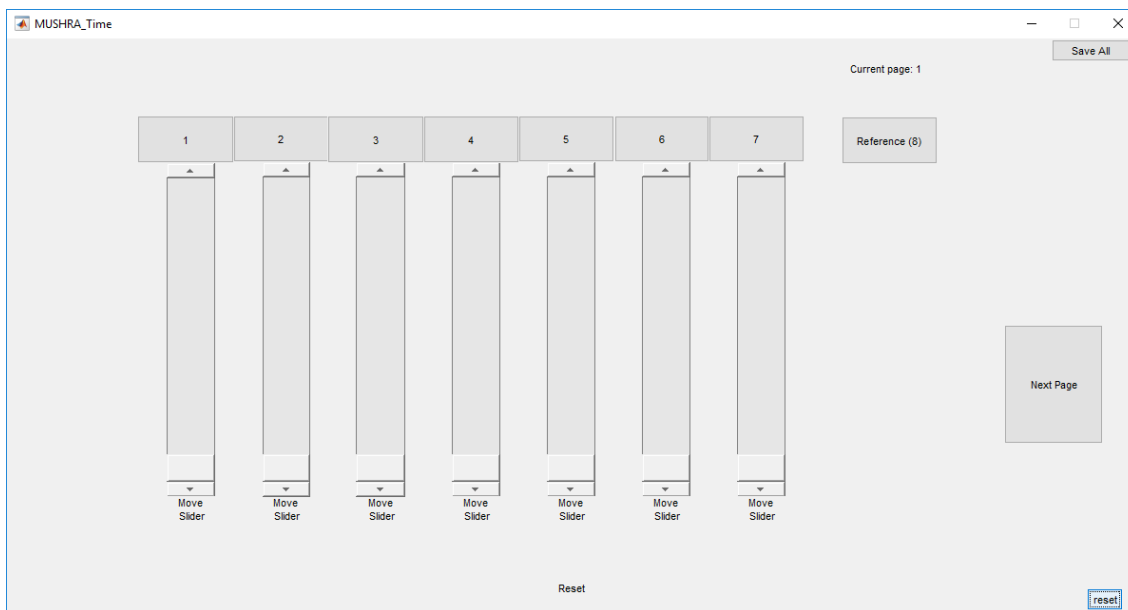 MUSHRA_Time
Save All
Current page: 1
1 2 3 4 5 6 7 Reference (8)
Next Page
Move Move Move Move Move Move Move
Slider Slider Slider Slider Slider Slider Slider
Reset
reset